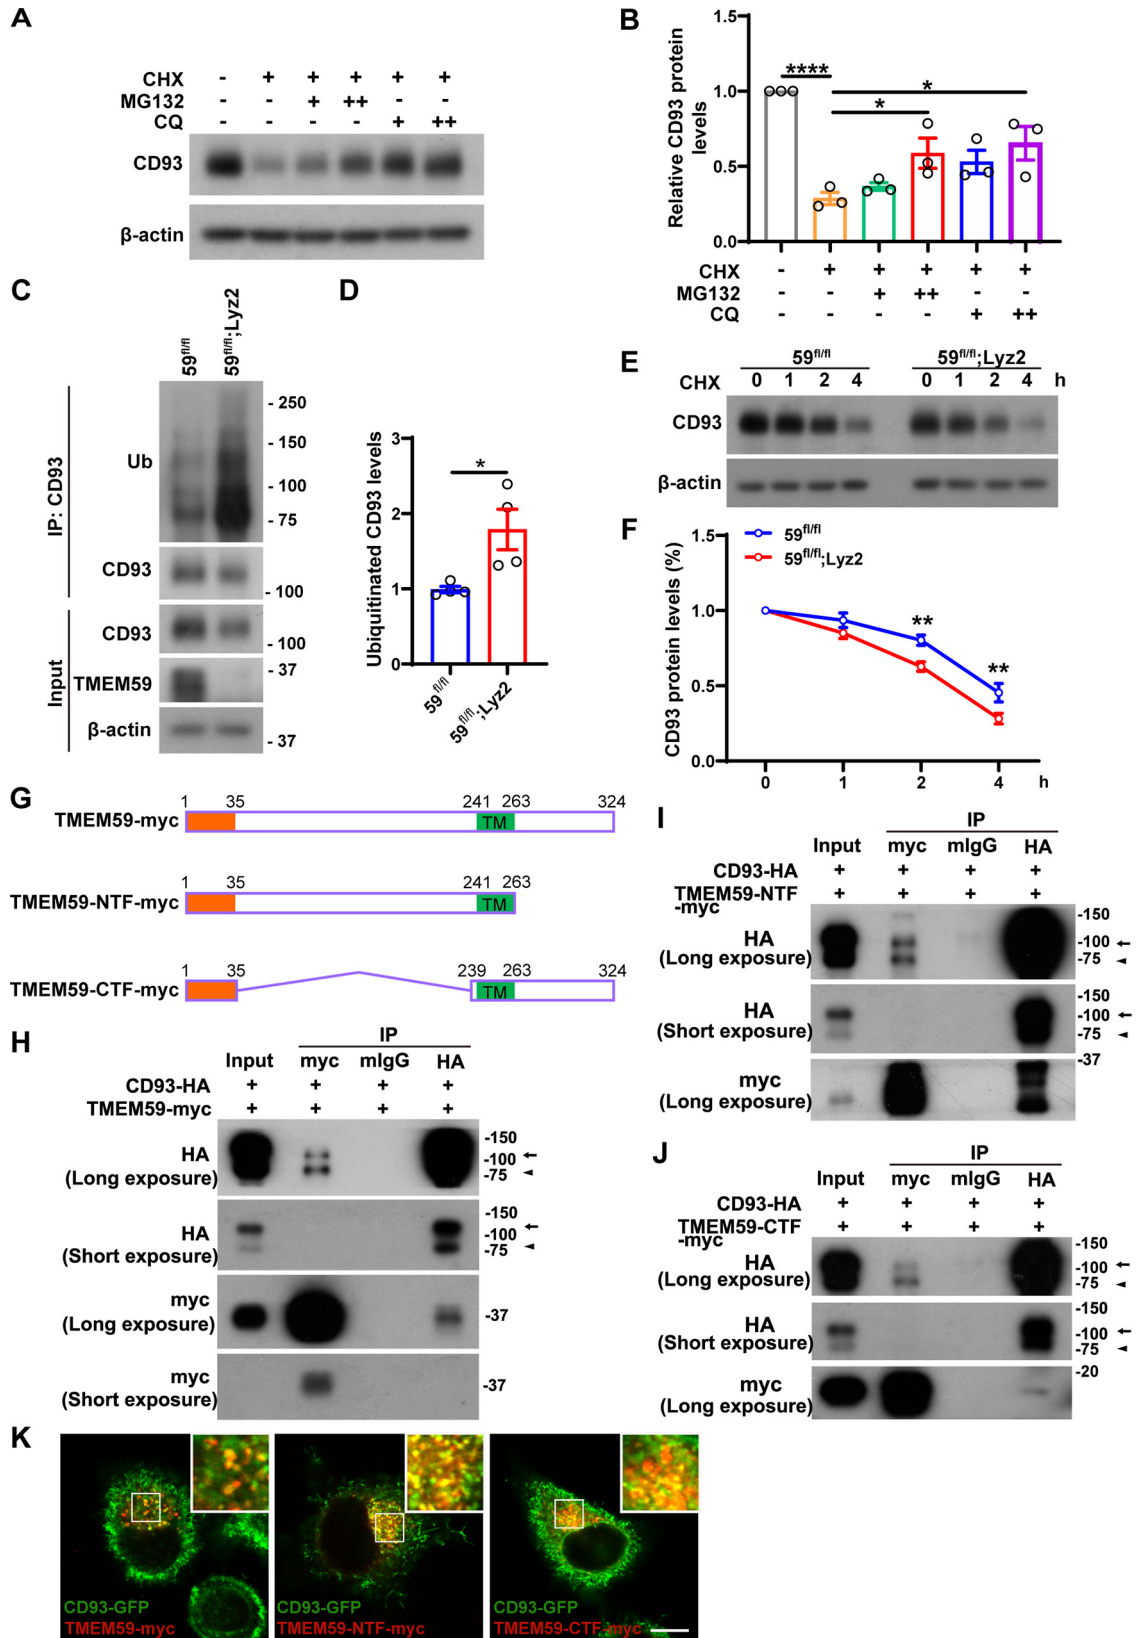 A
CHX - + + + + +
MG132 - - + ++ - -
CQ - - - - + ++
CD93
β-actin
B
Relative CD93 protein levels
1.5
1.0
0.5
0.0
****
*
*
CHX - + + + + +
MG132 - - + ++ - -
CQ - - - - + ++
C
59fl/fl
59fl/fl;Lyz2
IP: CD93
Ub
- 250
- 150
- 100
- 75
CD93
- 100
Input
CD93
- 100
TMEM59
- 37
β-actin
- 37
D
Ubiquitinated CD93 levels
3
2
1
0
*
59fl/fl
59fl/fl;Lyz2
E
59fl/fl
59fl/fl;Lyz2
CHX 0 1 2 4 0 1 2 4 h
CD93
β-actin
F
CD93 protein levels (%)
1.5
1.0
0.5
0.0
59fl/fl
59fl/fl;Lyz2
**
**
0 1 2 4 h
G
1 35 241 263 324
TMEM59-myc
TM
1 35 241 263
TMEM59-NTF-myc
TM
1 35 239 263 324
TMEM59-CTF-myc
TM
H
IP
Input myc mIgG HA
CD93-HA + + + +
TMEM59-myc + + + +
HA
(Long exposure)
-150
-100
-75
HA
(Short exposure)
-150
-100
-75
myc
(Long exposure)
-37
myc
(Short exposure)
-37
I
IP
Input myc mIgG HA
CD93-HA + + + +
TMEM59-NTF + + + +
-myc
HA
(Long exposure)
-150
-100
-75
HA
(Short exposure)
-150
-100
-75
myc
(Long exposure)
-37
J
IP
Input myc mIgG HA
CD93-HA + + + +
TMEM59-CTF + + + +
-myc
HA
(Long exposure)
-150
-100
-75
HA
(Short exposure)
-150
-100
-75
myc
(Long exposure)
-20
K
CD93-GFP
TMEM59-myc
CD93-GFP
TMEM59-NTF-myc
CD93-GFP
TMEM59-CTF-myc